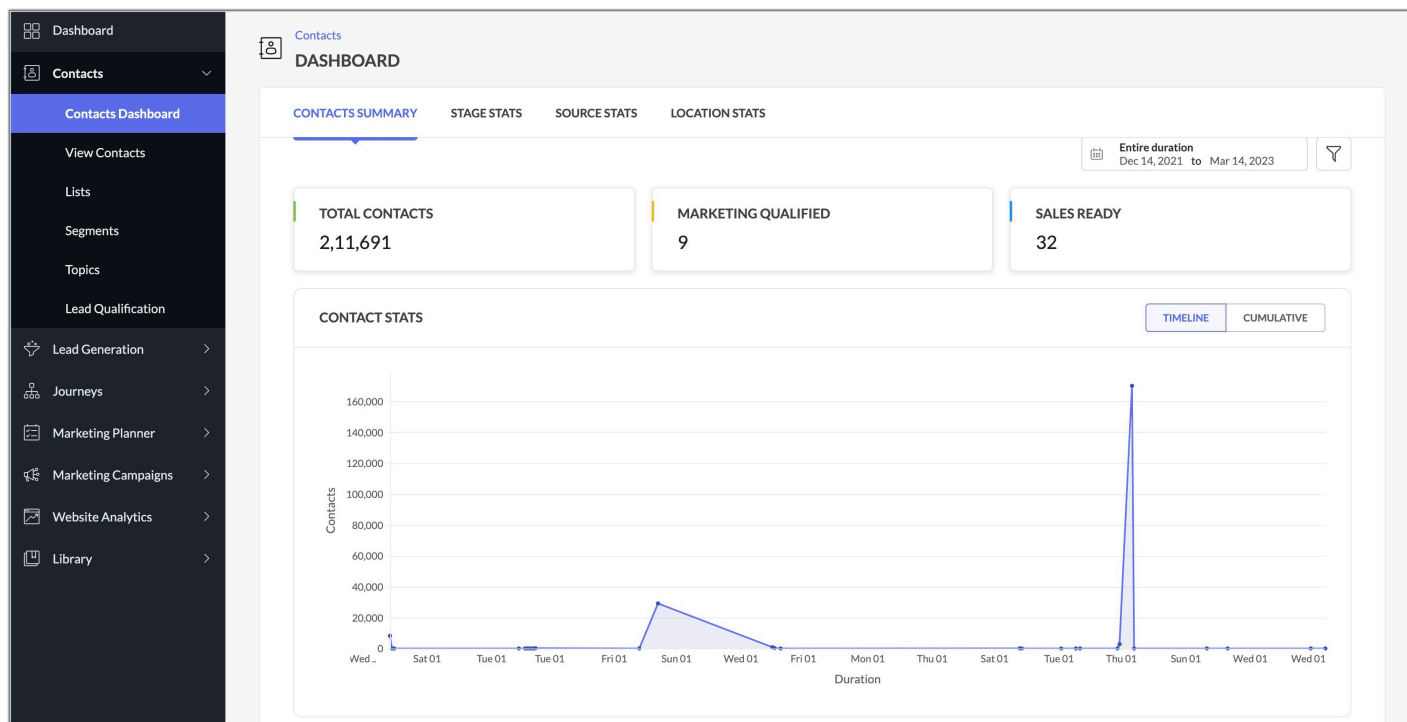 Dashboard
Contacts
Contacts Dashboard
View Contacts
Lists
Segments
Topics
Lead Qualification
Lead Generation
Journeys
Marketing Planner
Marketing Campaigns
Website Analytics
Library
Contacts
DASHBOARD
CONTACTS SUMMARY STAGE STATS SOURCE STATS LOCATION STATS
Entire duration
Dec 14, 2021 to Mar 14, 2023
TOTAL CONTACTS
2,11,691
MARKETING QUALIFIED
9
SALES READY
32
CONTACT STATS
TIMELINE CUMULATIVE
Contacts
160,000
140,000
120,000
100,000
80,000
60,000
40,000
20,000
0
Wed .. Sat 01 Tue 01 Tue 01 Fri 01 Sun 01 Wed 01 Fri 01 Mon 01 Thu 01 Sat 01 Tue 01 Thu 01 Sun 01 Wed 01 Wed 01
Duration